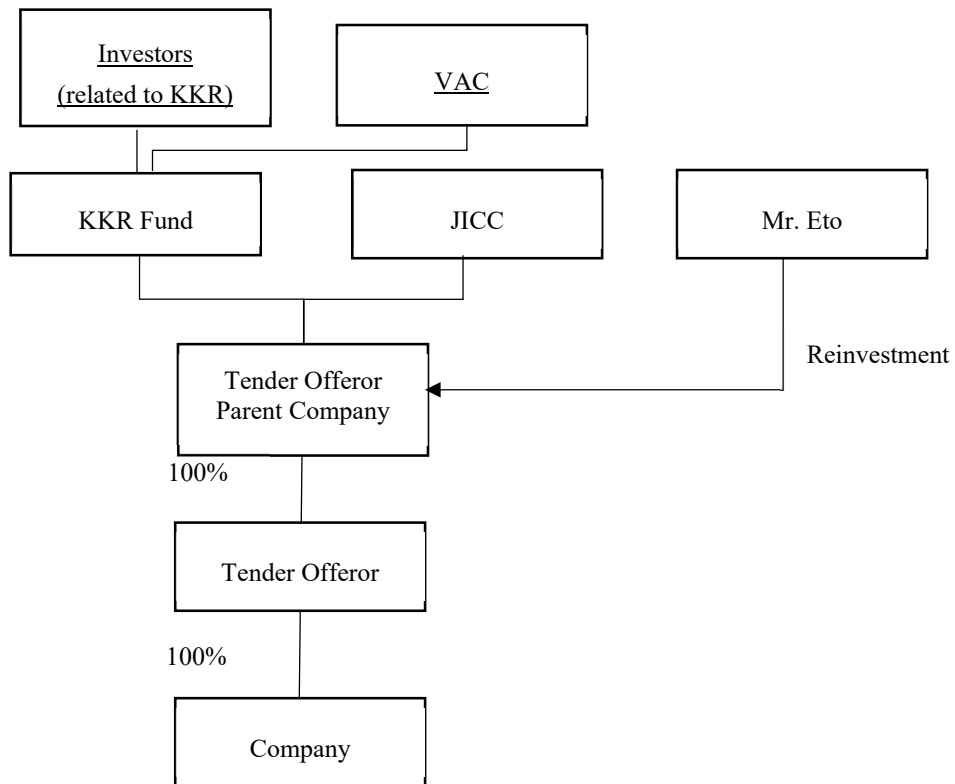 Investors
(related to KKR)
VAC
KKR Fund
JICC
Mr. Eto
Reinvestment
Tender Offeror
Parent Company
100%
Tender Offeror
100%
Company